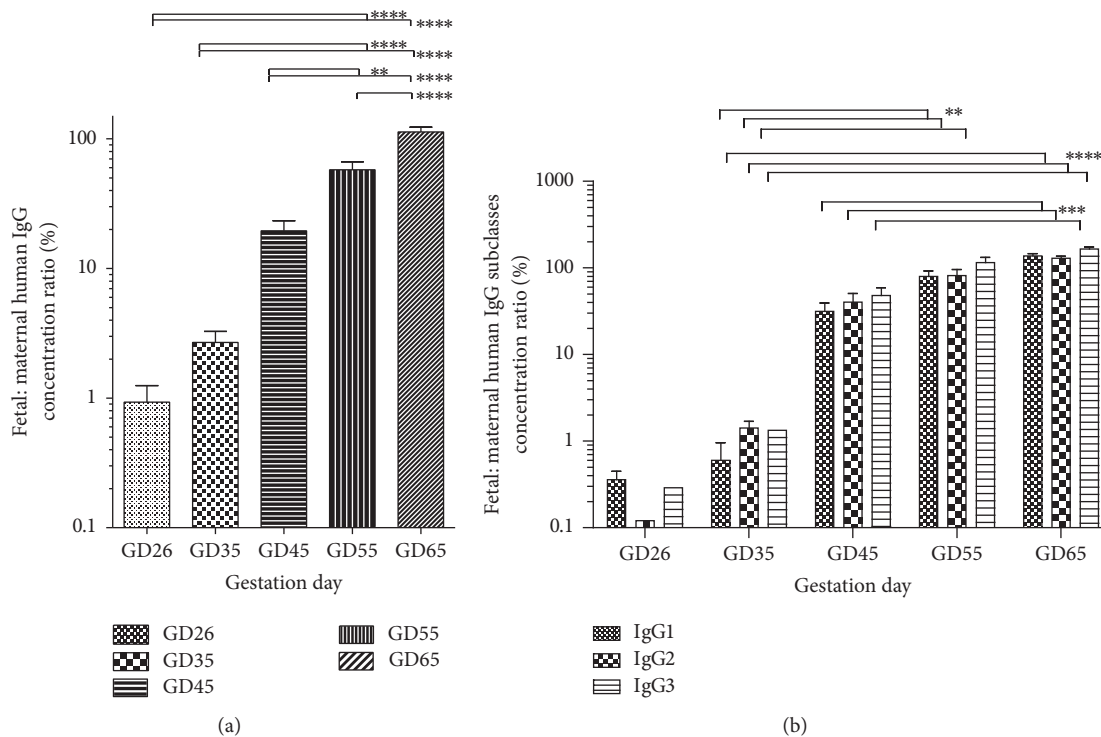 ****
****
****
****
**
****
****
Fetal: maternal human IgG
concentration ratio (%)
100
10
1
0.1
GD26
GD35
GD45
GD55
GD65
Gestation day
GD26
GD35
GD45
GD55
GD65
(a)
**
****
***
Fetal: maternal human IgG subclasses
concentration ratio (%)
1000
100
10
1
0.1
GD26
GD35
GD45
GD55
GD65
Gestation day
IgG1
IgG2
IgG3
(b)